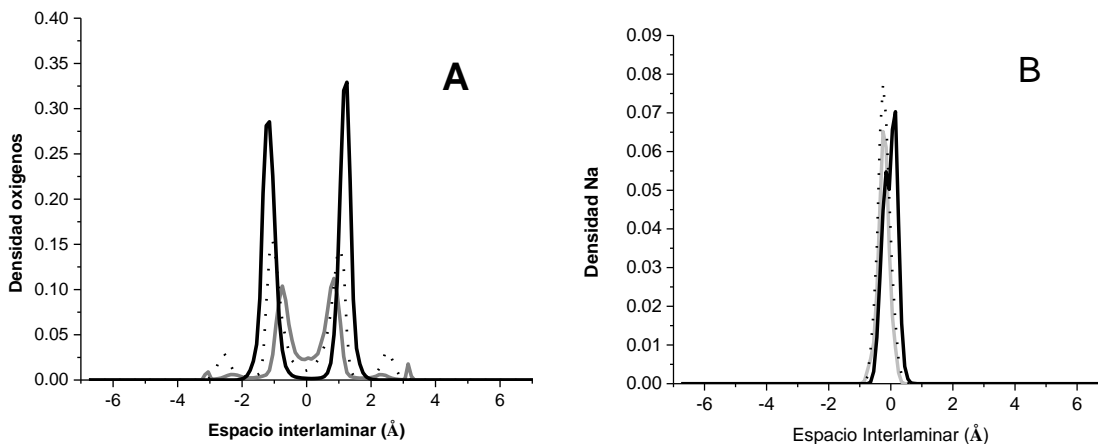 A
Densidad oxigenos
0.40
0.35
0.30
0.25
0.20
0.15
0.10
0.05
0.00
-6 -4 -2 0 2 4 6
Espacio interlaminar (Å)
B
Densidad Na
0.09
0.08
0.07
0.06
0.05
0.04
0.03
0.02
0.01
0.00
-6 -4 -2 0 2 4 6
Espacio Interlaminar (Å)